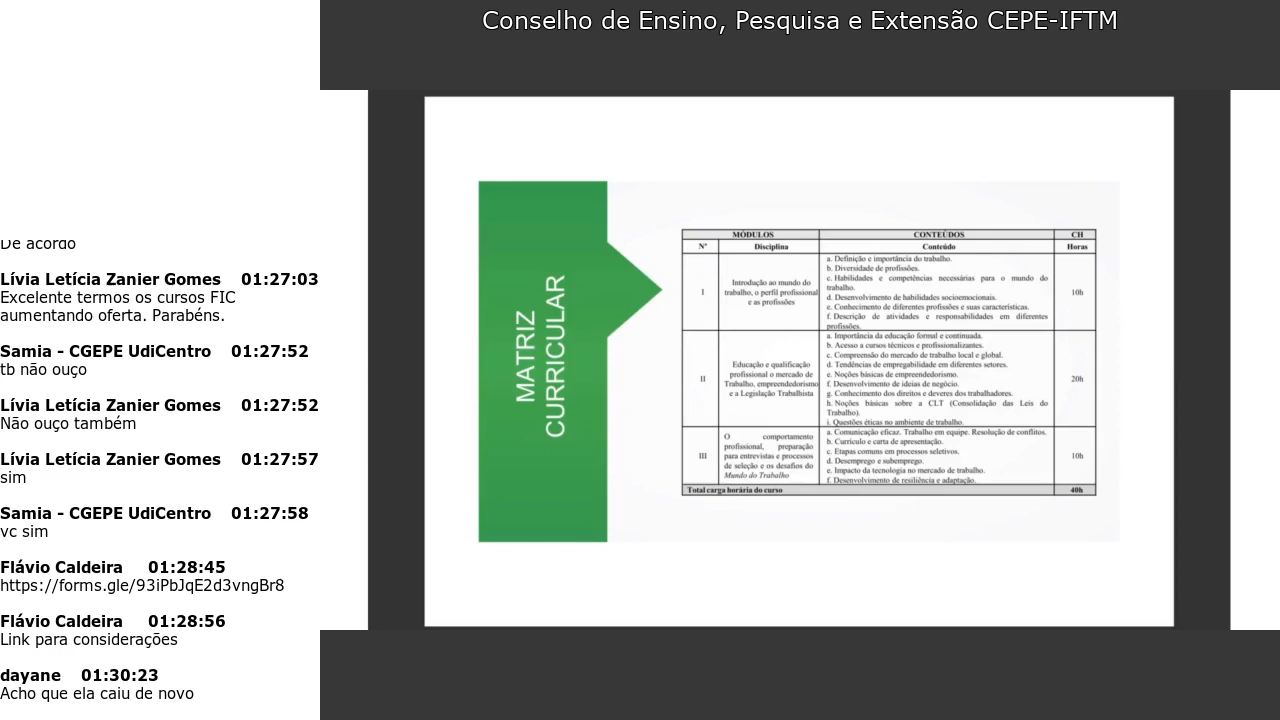 Conselho de Ensino, Pesquisa e Extensão CEPE-IFTM
De acordo
Lívia Letícia Zanier Gomes 01:27:03
Excelente termos os cursos FIC
aumentando oferta. Parabéns.
Samia - CGEPE UdiCentro 01:27:52
tb não ouço
Lívia Letícia Zanier Gomes 01:27:52
Não ouço também
Lívia Letícia Zanier Gomes 01:27:57
sim
Samia - CGEPE UdiCentro 01:27:58
vc sim
Flávio Caldeira 01:28:45
https://forms.gle/93iPbJqE2d3vngBr8
Flávio Caldeira 01:28:56
Link para considerações
dayane 01:30:23
Acho que ela caiu de novo
MATRIZ
CURRICULAR
MÓDULOS CONTEÚDOS CH
Nº Disciplina Conteúdo Horas
I
Introdução ao mundo do
trabalho, o perfil profissional
e as profissões
a. Definição e importância do trabalho.
b. Diversidade de profissões.
c. Habilidades e competências necessárias para o mundo do
trabalho.
d. Desenvolvimento de habilidades socioemocionais.
e. Conhecimento de diferentes profissões e suas características.
f. Descrição de atividades e responsabilidades em diferentes
profissões.
10h
II
Educação e qualificação
profissional o mercado de
Trabalho, empreendedorismo
e a Legislação Trabalhista
a. Importância da educação formal e continuada.
b. Acesso a cursos técnicos e profissionalizantes.
c. Compreensão do mercado de trabalho local e global.
d. Tendências de empregabilidade em diferentes setores.
e. Noções básicas de empreendedorismo.
f. Desenvolvimento de ideias de negócio.
g. Conhecimento dos direitos e deveres dos trabalhadores.
h. Noções básicas sobre a CLT (Consolidação das Leis do
Trabalho).
i. Questões éticas no ambiente de trabalho.
20h
III
O comportamento
profissional, preparação
para entrevistas e processos
de seleção e os desafios do
Mundo do Trabalho
a. Comunicação eficaz. Trabalho em equipe. Resolução de conflitos.
b. Currículo e carta de apresentação.
c. Etapas comuns em processos seletivos.
d. Desemprego e subemprego.
e. Impacto da tecnologia no mercado de trabalho.
f. Desenvolvimento de resiliência e adaptação.
10h
Total carga horária do curso 40h